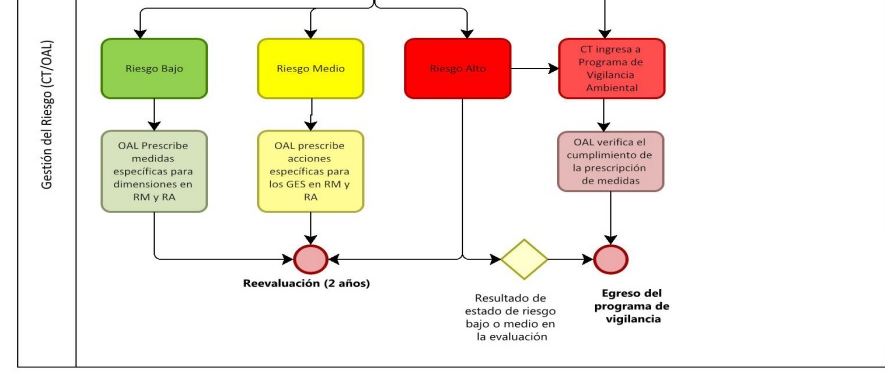 Gestión del Riesgo (CT/OAL)
Riesgo Bajo
Riesgo Medio
Riesgo Alto
CT ingresa a
Programa de
Vigilancia
Ambiental
OAL Prescribe
medidas
específicas para
dimensiones en
RM y RA
OAL prescribe
acciones
específicas para
los GES en RM y
RA
OAL verifica el
cumplimiento de
la prescripción
de medidas
Reevaluación (2 años)
Resultado de
estado de riesgo
bajo o medio en
la evaluación
Egreso del
programa de
vigilancia